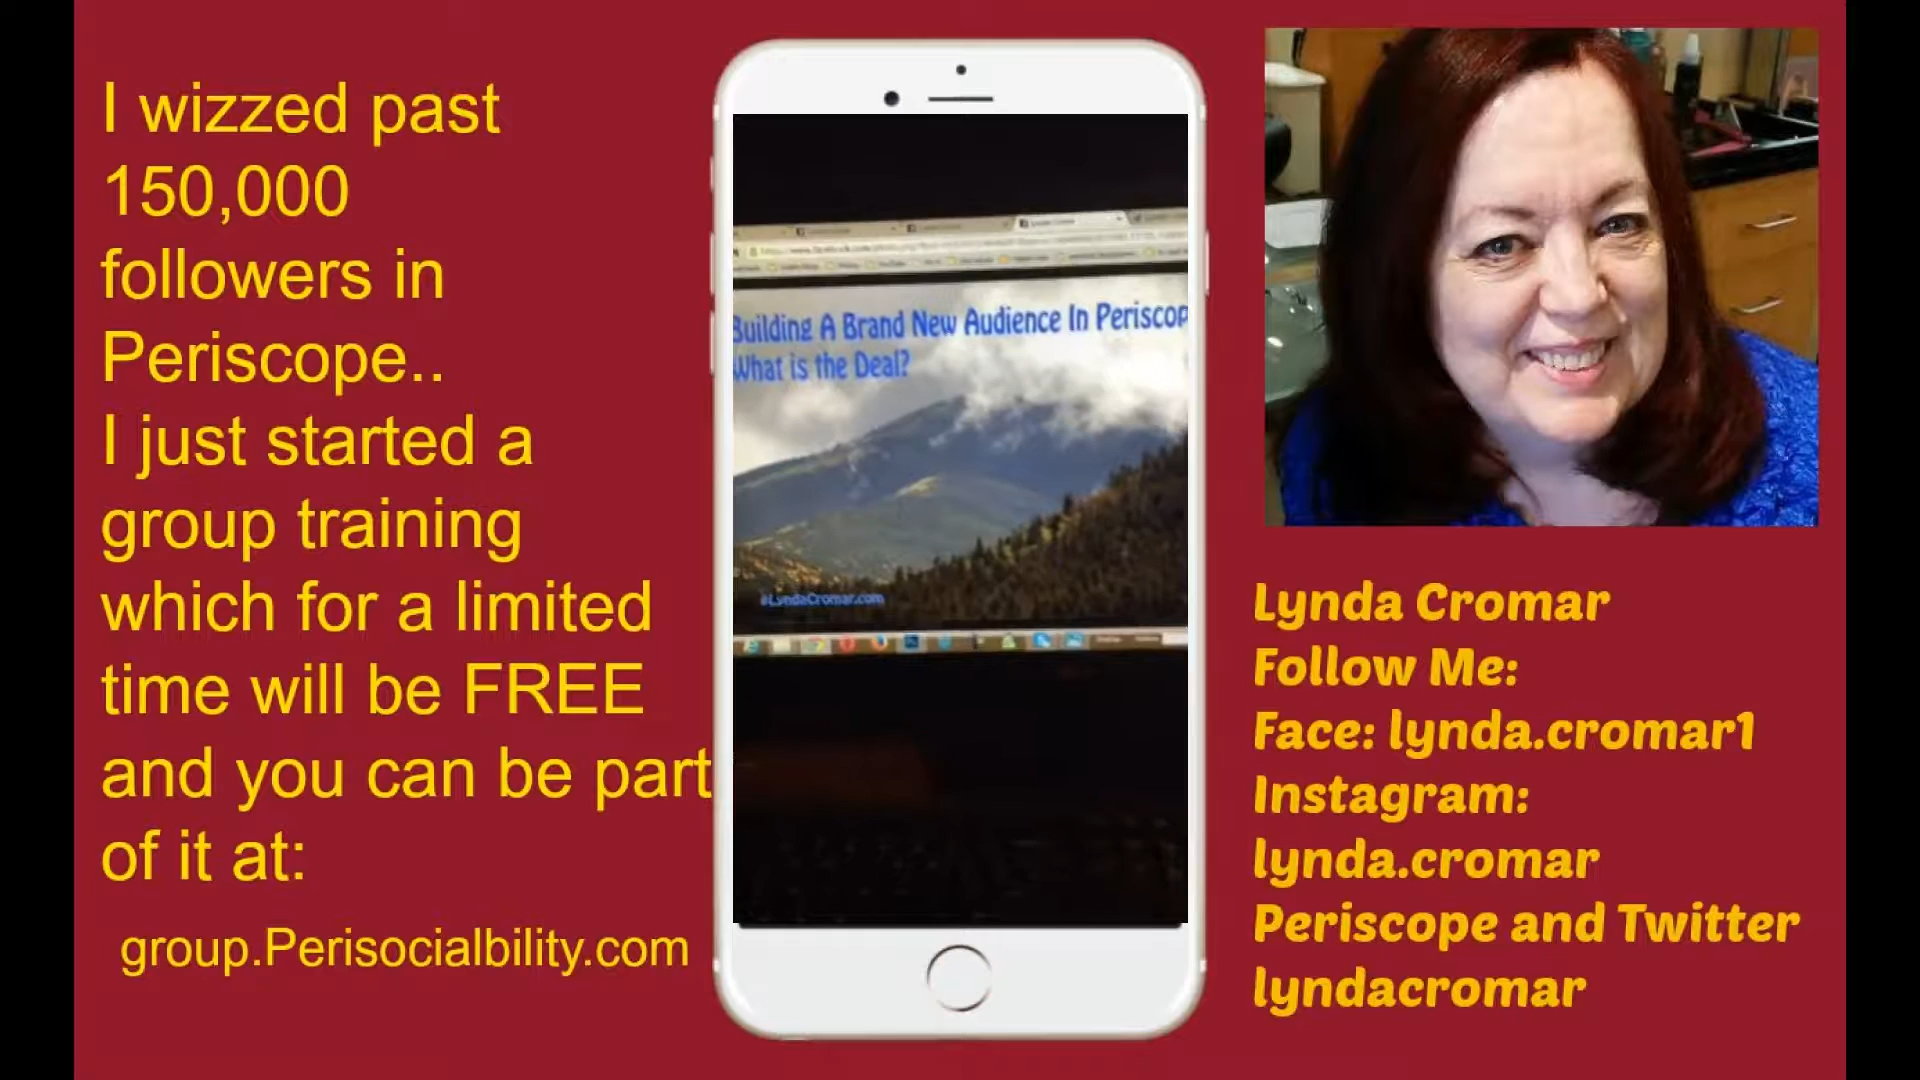 I wizzed past
150,000
followers in
Periscope..
I just started a
group training
which for a limited
time will be FREE
and you can be part
of it at:
group.Perisocialbility.com
Building A Brand New Audience In Periscop
What is the Deal?
#LyndaCromar.com
Lynda Cromar
Follow Me:
Face: lynda.cromar1
Instagram:
lynda.cromar
Periscope and Twitter
lyndacromar